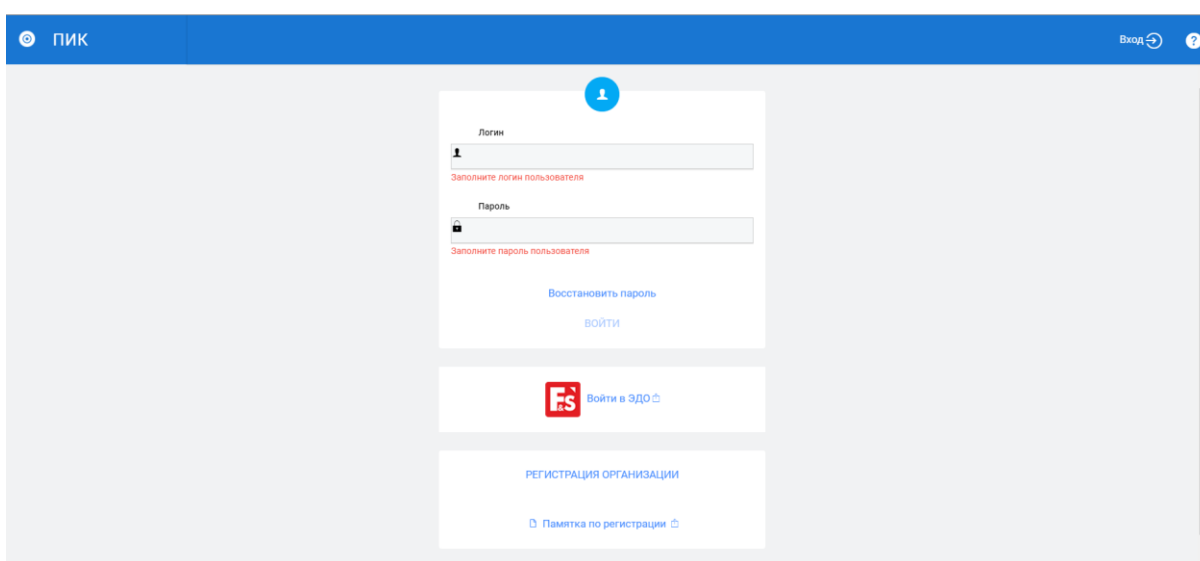 ПИК
Вход
?
Логин
Заполните логин пользователя
Пароль
Заполните пароль пользователя
Восстановить пароль
ВОЙТИ
F&S Войти в ЭДО
РЕГИСТРАЦИЯ ОРГАНИЗАЦИИ
Памятка по регистрации